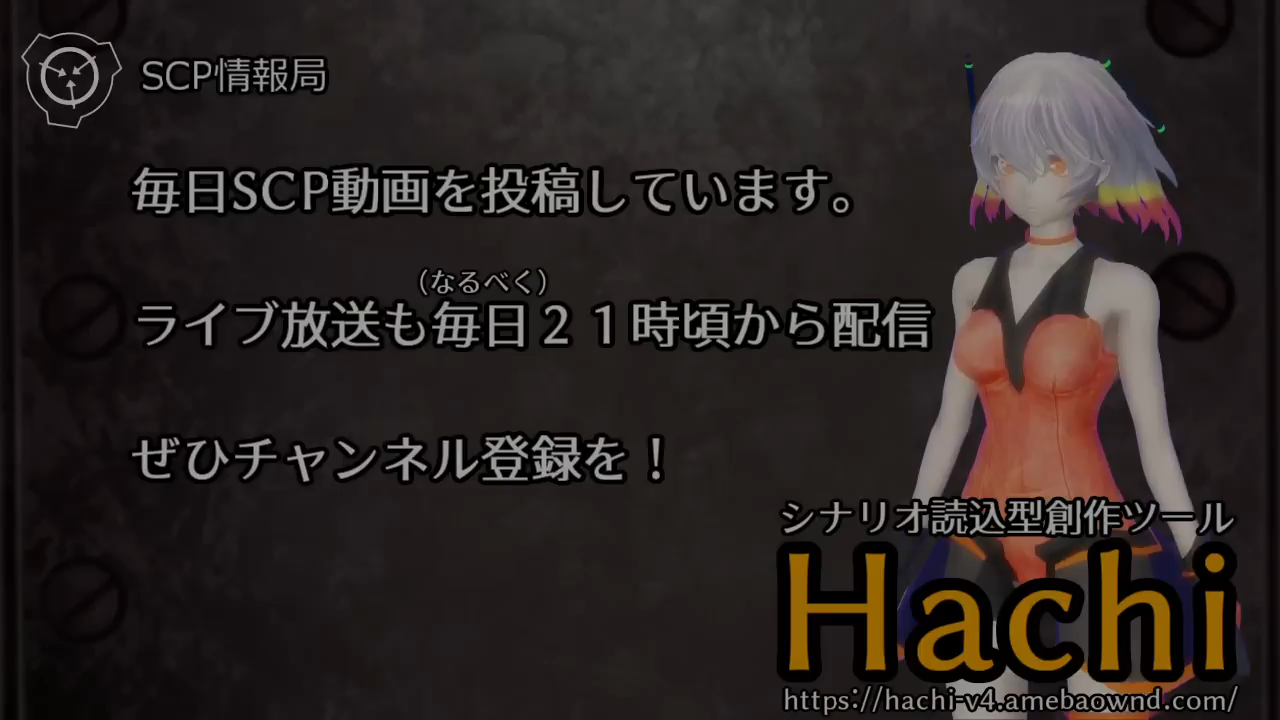 SCP情報局
毎日SCP動画を投稿しています。
（なるべく）
ライブ放送も毎日２１時頃から配信
ぜひチャンネル登録を！
シナリオ読込型創作ツール
Hachi
https://hachi-v4.amebaownd.com/